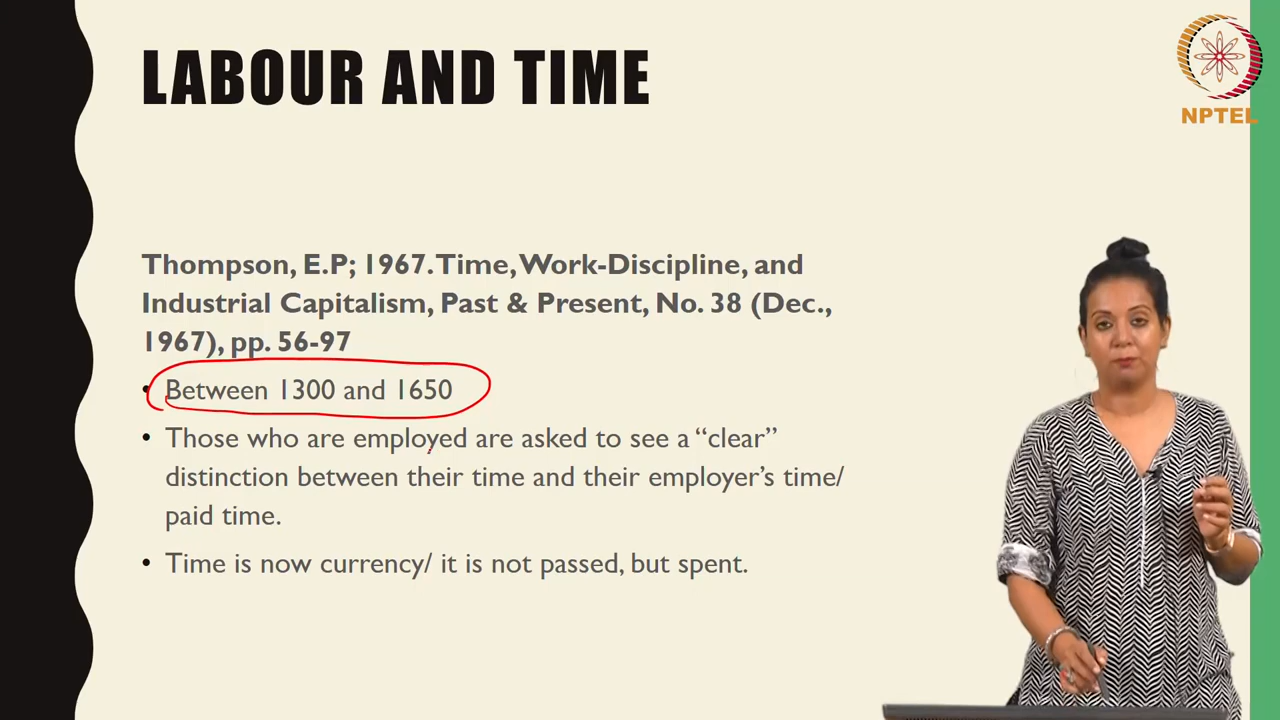 LABOUR AND TIME
NPTEL
Thompson, E.P; 1967. Time, Work-Discipline, and
Industrial Capitalism, Past & Present, No. 38 (Dec.,
1967), pp. 56-97
• Between 1300 and 1650
• Those who are employed are asked to see a “clear”
distinction between their time and their employer’s time/
paid time.
• Time is now currency/ it is not passed, but spent.